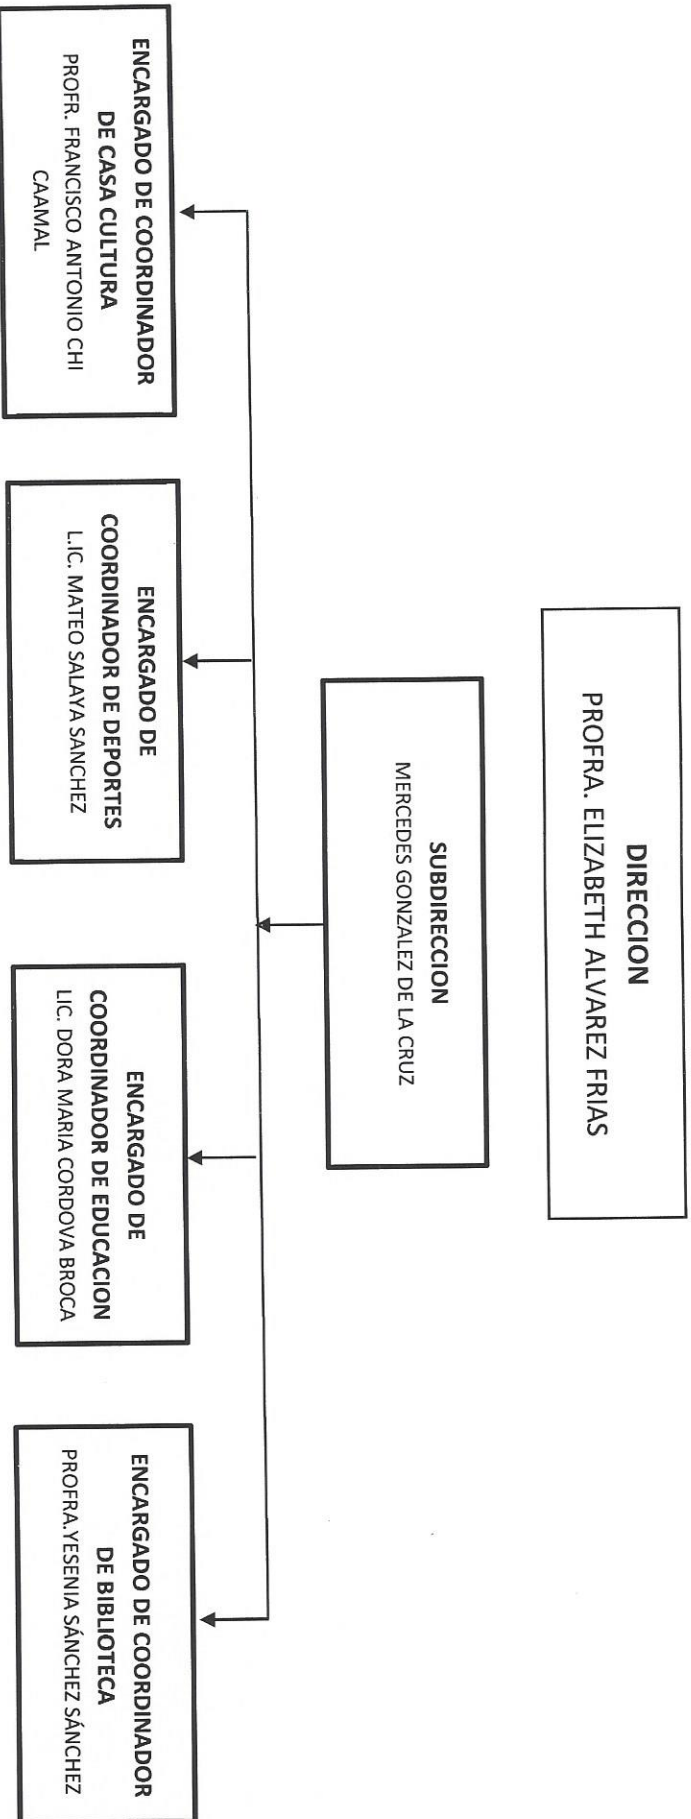 DIRECCION
PROFRA. ELIZABETH ALVAREZ FRIAS
SUBDIRECCION
MERCEDES GONZALEZ DE LA CRUZ
ENCARGADO DE COORDINADOR
DE CASA CULTURA
PROFR. FRANCISCO ANTONIO CHI
CAAMAL
ENCARGADO DE
COORDINADOR DE DEPORTES
L.IC. MATEO SALAYA SANCHEZ
ENCARGADO DE
COORDINADOR DE EDUCACION
LIC. DORA MARIA CORDOVA BROCA
ENCARGADO DE COORDINADOR
DE BIBLIOTECA
PROFRA.YESENIA SÁNCHEZ SÁNCHEZ